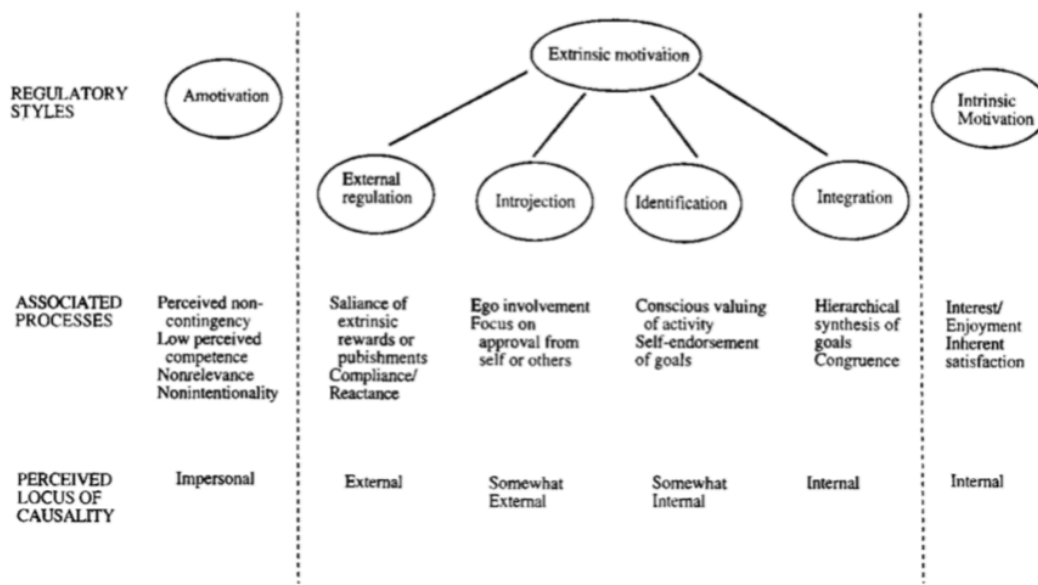 REGULATORY
STYLES
Amotivation
Extrinsic motivation
External
regulation
Introjection
Identification
Integration
Intrinsic
Motivation
ASSOCIATED
PROCESSES
Perceived non-
contingency
Low perceived
competence
Nonrelevance
Nonintentionality
Saliance of
extrinsic
rewards or
pubishments
Compliance/
Reactance
Ego involvement
Focus on
approval from
self or others
Conscious valuing
of activity
Self-endorsement
of goals
Hierarchical
synthesis of
goals
Congruence
Interest/
Enjoyment
Inherent
satisfaction
PERCEIVED
LOCUS OF
CAUSALITY
Impersonal
External
Somewhat
External
Somewhat
Internal
Internal
Internal